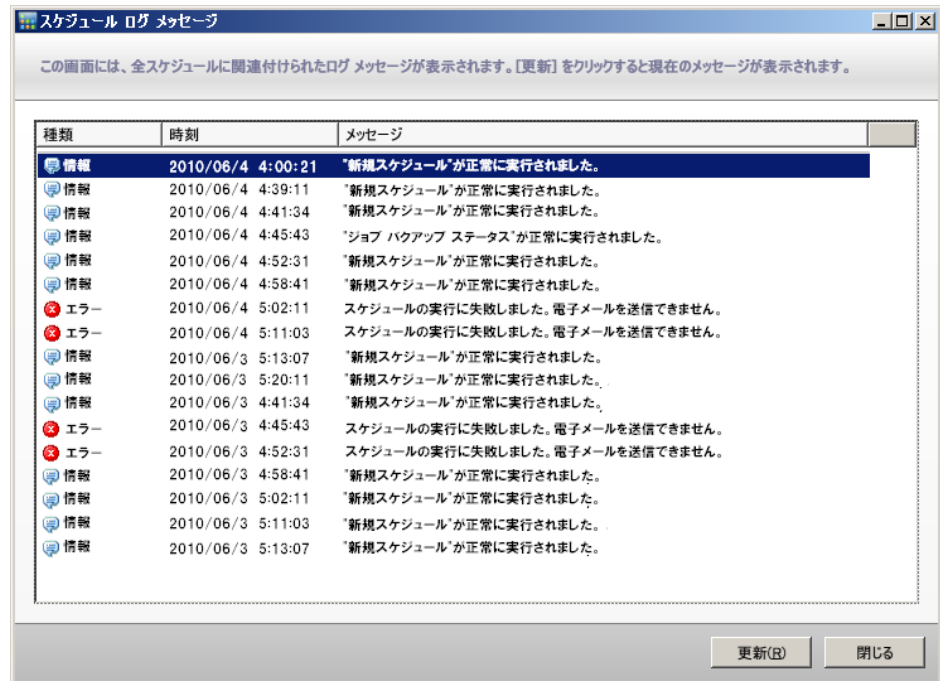 スケジュール ログ メッセージ
この画面には、全スケジュールに関連付けられたログ メッセージが表示されます。[更新] をクリックすると現在のメッセージが表示されます。
種類 時刻 メッセージ
情報 2010/06/4 4:00:21 "新規スケジュール"が正常に実行されました。
情報 2010/06/4 4:39:11 "新規スケジュール"が正常に実行されました。
情報 2010/06/4 4:41:34 "新規スケジュール"が正常に実行されました。
情報 2010/06/4 4:45:43 "ジョブ バクアップ ステータス"が正常に実行されました。
情報 2010/06/4 4:52:31 "新規スケジュール"が正常に実行されました。
情報 2010/06/4 4:58:41 "新規スケジュール"が正常に実行されました。
エラー 2010/06/4 5:02:11 スケジュールの実行に失敗しました。電子メールを送信できません。
エラー 2010/06/4 5:11:03 スケジュールの実行に失敗しました。電子メールを送信できません。
情報 2010/06/3 5:13:07 "新規スケジュール"が正常に実行されました。
情報 2010/06/3 5:20:11 "新規スケジュール"が正常に実行されました。
情報 2010/06/3 4:41:34 "新規スケジュール"が正常に実行されました。
エラー 2010/06/3 4:45:43 スケジュールの実行に失敗しました。電子メールを送信できません。
エラー 2010/06/3 4:52:31 スケジュールの実行に失敗しました。電子メールを送信できません。
情報 2010/06/3 4:58:41 "新規スケジュール"が正常に実行されました。
情報 2010/06/3 5:02:11 "新規スケジュール"が正常に実行されました。
情報 2010/06/3 5:11:03 "新規スケジュール"が正常に実行されました。
情報 2010/06/3 5:13:07 "新規スケジュール"が正常に実行されました。
更新(R) 閉じる